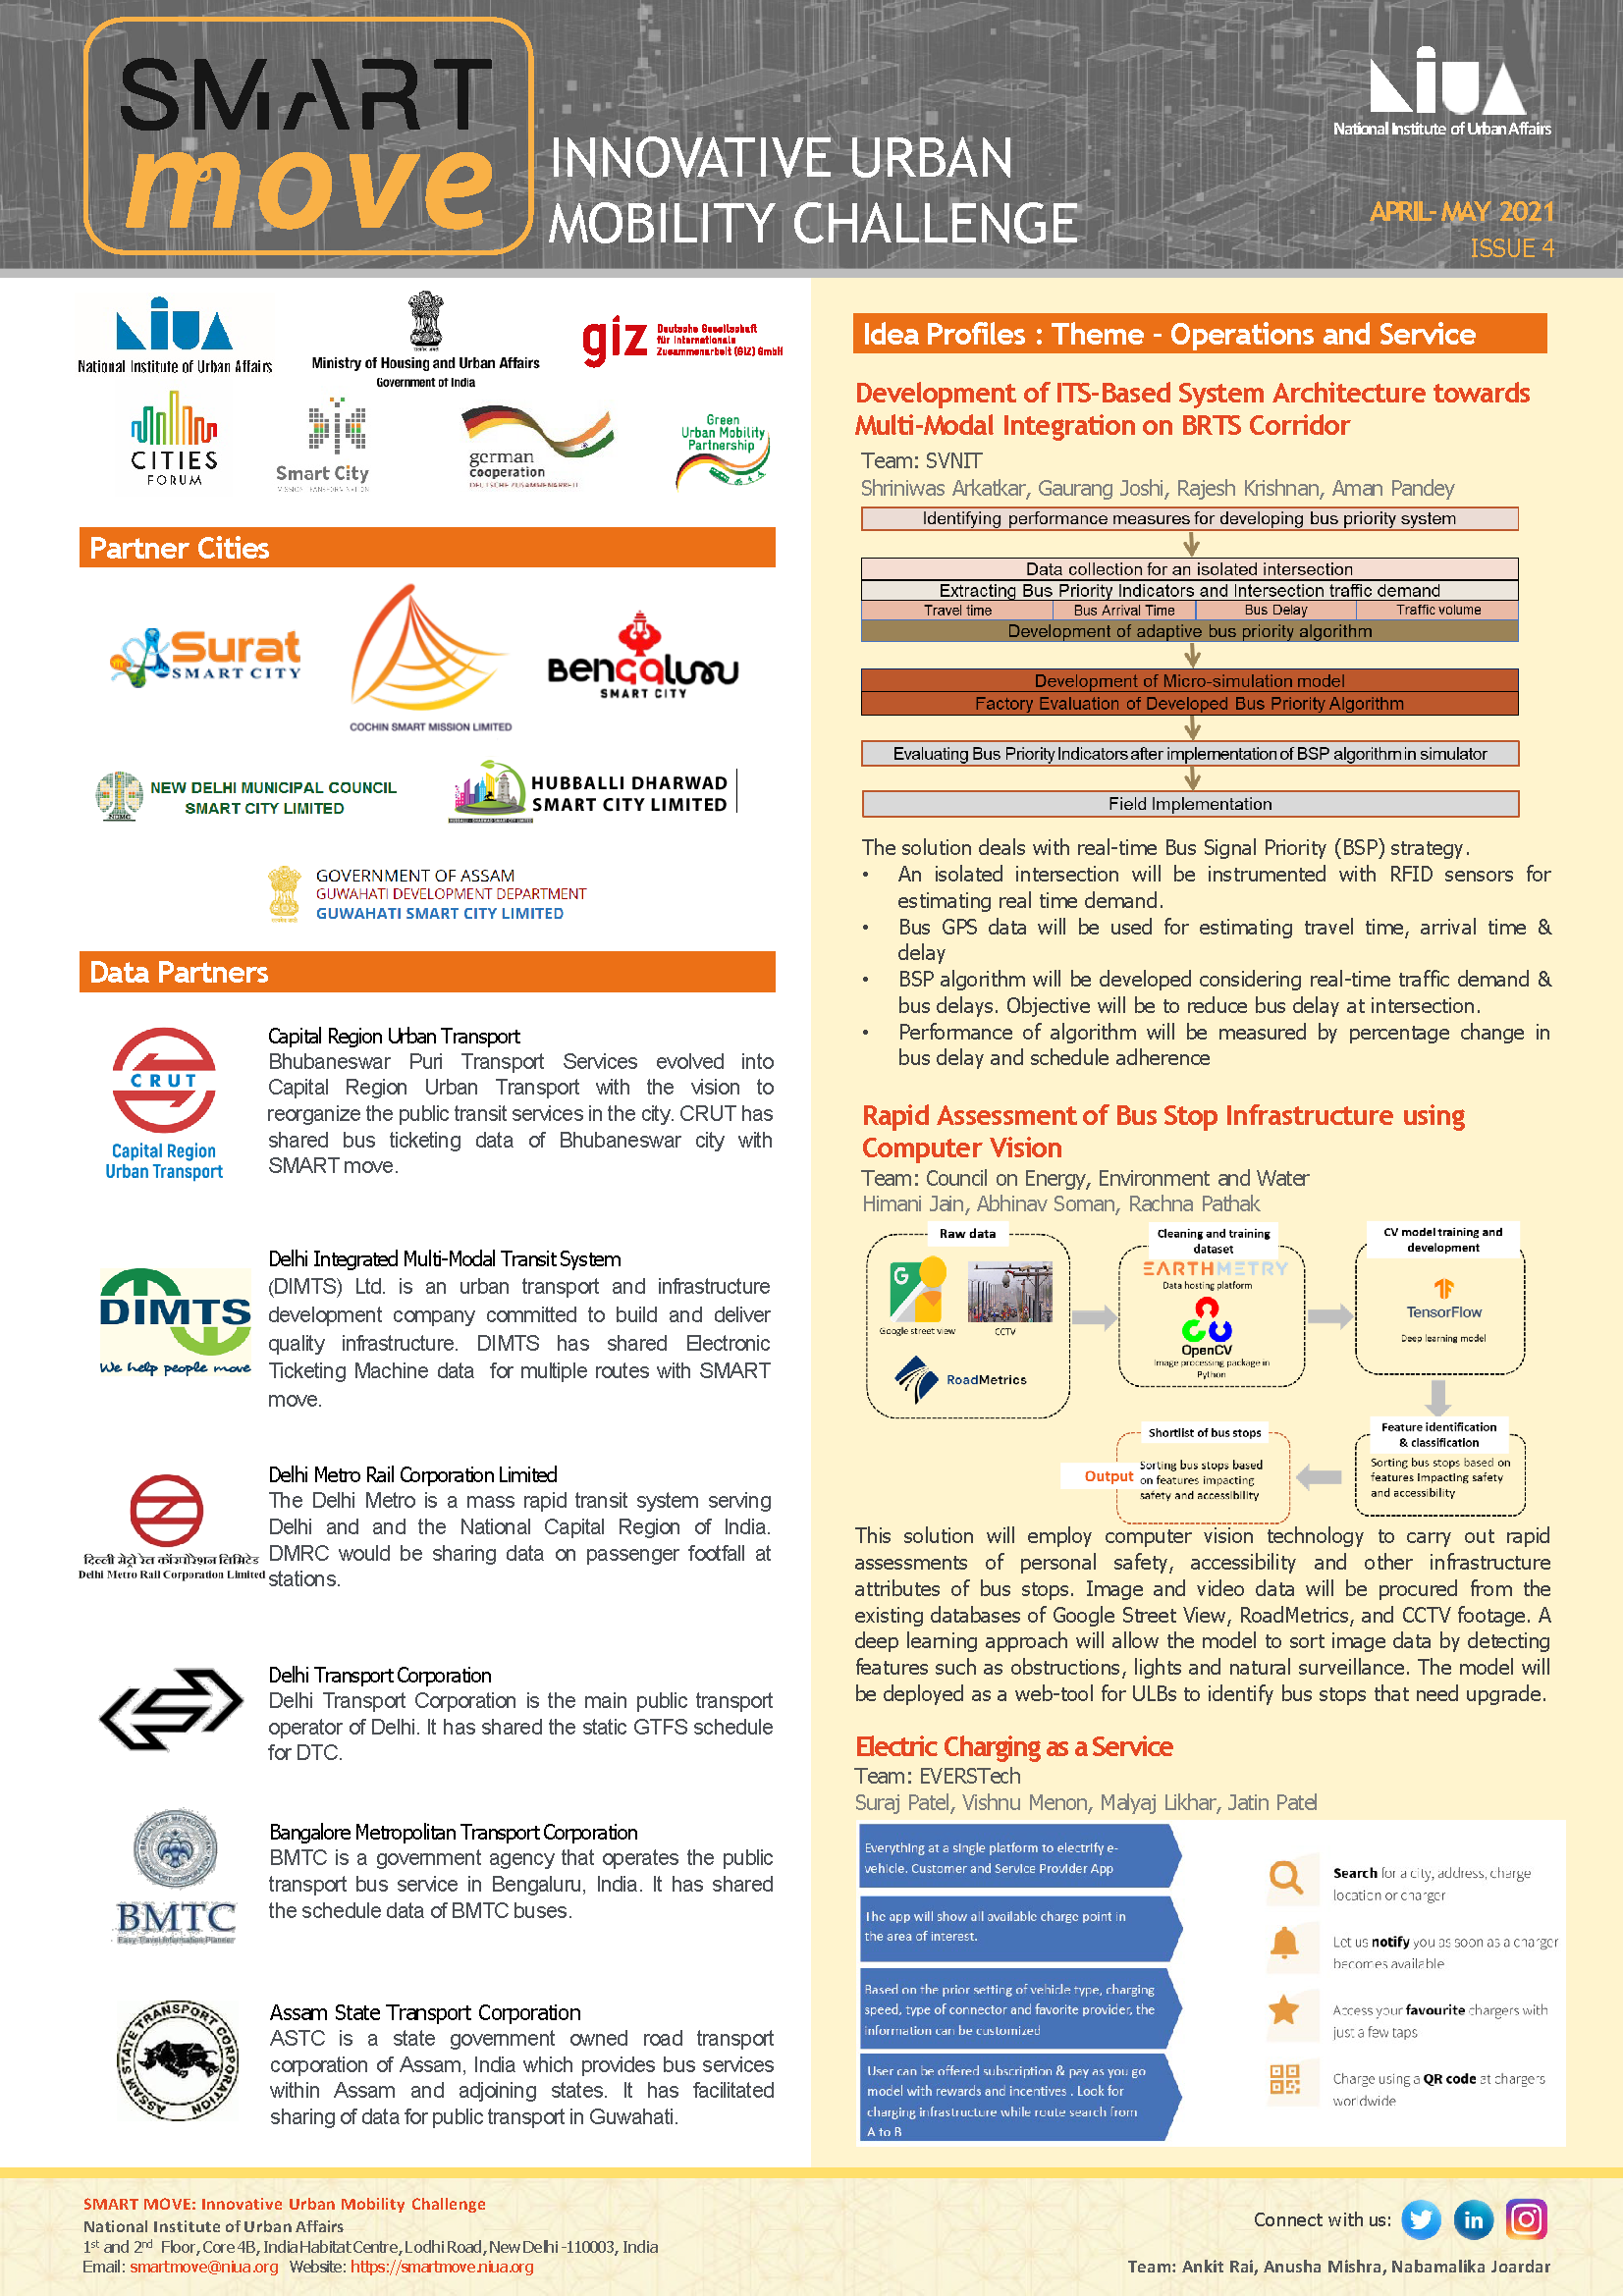 SMART
move
INNOVATIVE URBAN
MOBILITY CHALLENGE
NIUA
National Institute of Urban Affairs
APRIL- MAY 2021
ISSUE 4
NIUA
National Institute of Urban Affairs
Ministry of Housing and Urban Affairs
Government of India
giz
Deutsche Gesellschaft
für Internationale
Zusammenarbeit (GIZ) GmbH
CITIES
FORUM
Smart City
MISSION TRANSFORMATION
german
cooperation
DEUTSCHE ZUSAMMENARBEIT
Green
Urban Mobility
Partnership
Partner Cities
Surat
SMART CITY
COCHIN SMART MISSION LIMITED
BENGALURU
SMART CITY
NDMC
NEW DELHI MUNICIPAL COUNCIL
SMART CITY LIMITED
HUBBALLI DHARWAD
SMART CITY LIMITED
GOVERNMENT OF ASSAM
GUWAHATI DEVELOPMENT DEPARTMENT
GUWAHATI SMART CITY LIMITED
Data Partners
CRUT
Capital Region
Urban Transport
Capital Region Urban Transport
Bhubaneswar Puri Transport Services evolved into
Capital Region Urban Transport with the vision to
reorganize the public transit services in the city. CRUT has
shared bus ticketing data of Bhubaneswar city with
SMART move.
DIMTS
We help people move
Delhi Integrated Multi-Modal Transit System
(DIMTS) Ltd. is an urban transport and infrastructure
development company committed to build and deliver
quality infrastructure. DIMTS has shared Electronic
Ticketing Machine data for multiple routes with SMART
move.
दिल्ली मेट्रो रेल कॉरपोरेशन लिमिटेड
Delhi Metro Rail Corporation Limited
Delhi Metro Rail Corporation Limited
The Delhi Metro is a mass rapid transit system serving
Delhi and and the National Capital Region of India.
DMRC would be sharing data on passenger footfall at
stations.
Delhi Transport Corporation
Delhi Transport Corporation is the main public transport
operator of Delhi. It has shared the static GTFS schedule
for DTC.
BMTC
Easy Travel Information Planner
Bangalore Metropolitan Transport Corporation
BMTC is a government agency that operates the public
transport bus service in Bengaluru, India. It has shared
the schedule data of BMTC buses.
ASSAM STATE TRANSPORT CORPORATION
Assam State Transport Corporation
ASTC is a state government owned road transport
corporation of Assam, India which provides bus services
within Assam and adjoining states. It has facilitated
sharing of data for public transport in Guwahati.
Idea Profiles : Theme - Operations and Service
Development of ITS-Based System Architecture towards
Multi-Modal Integration on BRTS Corridor
Team: SVNIT
Shriniwas Arkatkar, Gaurang Joshi, Rajesh Krishnan, Aman Pandey
Identifying performance measures for developing bus priority system
Data collection for an isolated intersection
Extracting Bus Priority Indicators and Intersection traffic demand
Travel time Bus Arrival Time Bus Delay Traffic volume
Development of adaptive bus priority algorithm
Development of Micro-simulation model
Factory Evaluation of Developed Bus Priority Algorithm
Evaluating Bus Priority Indicators after implementation of BSP algorithm in simulator
Field Implementation
The solution deals with real-time Bus Signal Priority (BSP) strategy.
• An isolated intersection will be instrumented with RFID sensors for
estimating real time demand.
• Bus GPS data will be used for estimating travel time, arrival time &
delay
• BSP algorithm will be developed considering real-time traffic demand &
bus delays. Objective will be to reduce bus delay at intersection.
• Performance of algorithm will be measured by percentage change in
bus delay and schedule adherence
Rapid Assessment of Bus Stop Infrastructure using
Computer Vision
Team: Council on Energy, Environment and Water
Himani Jain, Abhinav Soman, Rachna Pathak
Raw data
G
Google street view
CCTV
RoadMetrics
Cleaning and training
dataset
EARTHMETRY
Data hosting platform
OpenCV
Image processing package in
Python
CV model training and
development
TensorFlow
Deep learning model
Feature identification
& classification
Sorting bus stops based on
features impacting safety
and accessibility
Shortlist of bus stops
Output
Sorting bus stops based
on features impacting
safety and accessibility
This solution will employ computer vision technology to carry out rapid
assessments of personal safety, accessibility and other infrastructure
attributes of bus stops. Image and video data will be procured from the
existing databases of Google Street View, RoadMetrics, and CCTV footage. A
deep learning approach will allow the model to sort image data by detecting
features such as obstructions, lights and natural surveillance. The model will
be deployed as a web-tool for ULBs to identify bus stops that need upgrade.
Electric Charging as a Service
Team: EVERSTech
Suraj Patel, Vishnu Menon, Malyaj Likhar, Jatin Patel
Everything at a single platform to electrify e-
vehicle. Customer and Service Provider App
The app will show all available charge point in
the area of interest.
Based on the prior setting of vehicle type, charging
speed, type of connector and favorite provider, the
information can be customized
User can be offered subscription & pay as you go
model with rewards and incentives . Look for
charging infrastructure while route search from
A to B
Search for a city, address, charge
location or charger
Let us notify you as soon as a charger
becomes available
Access your favourite chargers with
just a few taps
Charge using a QR code at chargers
worldwide
SMART MOVE: Innovative Urban Mobility Challenge
National Institute of Urban Affairs
1st and 2nd Floor, Core 4B, India Habitat Centre, Lodhi Road, New Delhi -110003, India
Email: smartmove@niua.org Website: https://smartmove.niua.org
Connect with us:
in
Team: Ankit Rai, Anusha Mishra, Nabamalika Joardar